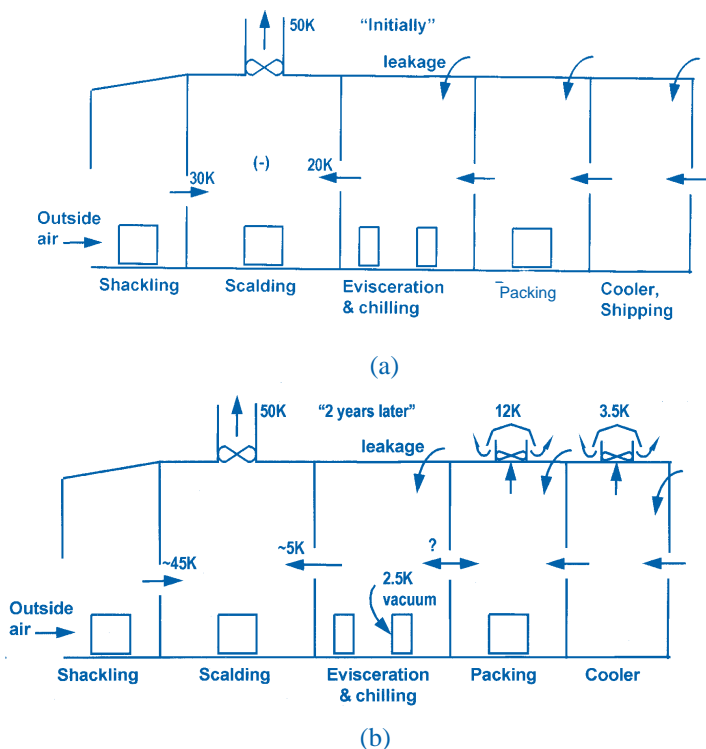 50K
“Initially”
leakage
(-)
30K
20K
Outside
air
Shackling
Scalding
Evisceration
& chilling
Packing
Cooler,
Shipping
(a)
50K
“2 years later”
12K
3.5K
leakage
~45K
~5K
?
2.5K
vacuum
Outside
air
Shackling
Scalding
Evisceration
& chilling
Packing
Cooler
(b)